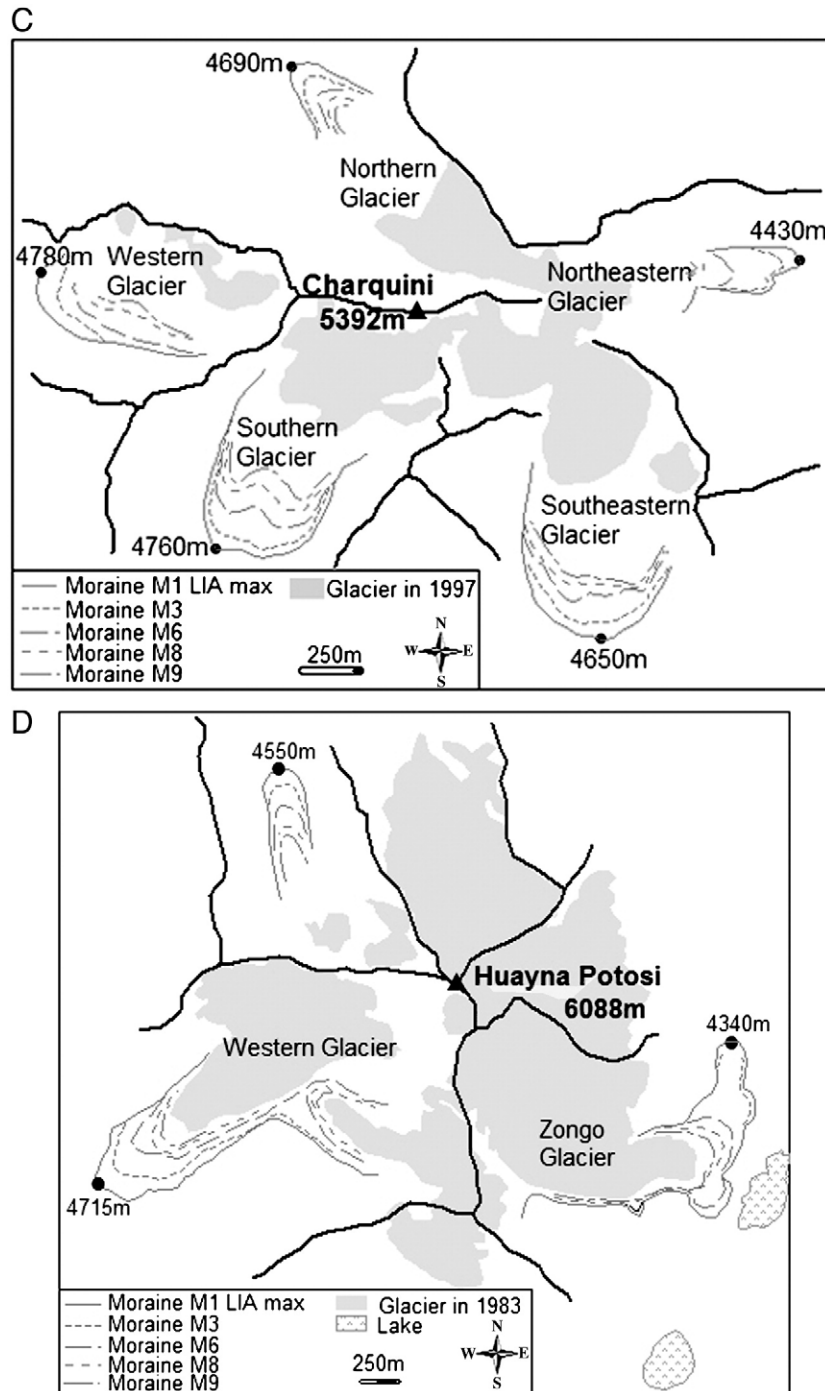 C
4690m
Northern
Glacier
4430m
4780m
Western
Glacier
Northeastern
Glacier
Charquini
5392m
Southern
Glacier
Southeastern
Glacier
4760m
4650m
Moraine M1 LIA max
Glacier in 1997
Moraine M3
Moraine M6
Moraine M8
Moraine M9
250m
N
W E
S
D
4550m
Huayna Potosi
6088m
4340m
Western Glacier
Zongo
Glacier
4715m
Moraine M1 LIA max
Glacier in 1983
Moraine M3
Lake
Moraine M6
Moraine M8
Moraine M9
250m
N
W E
S